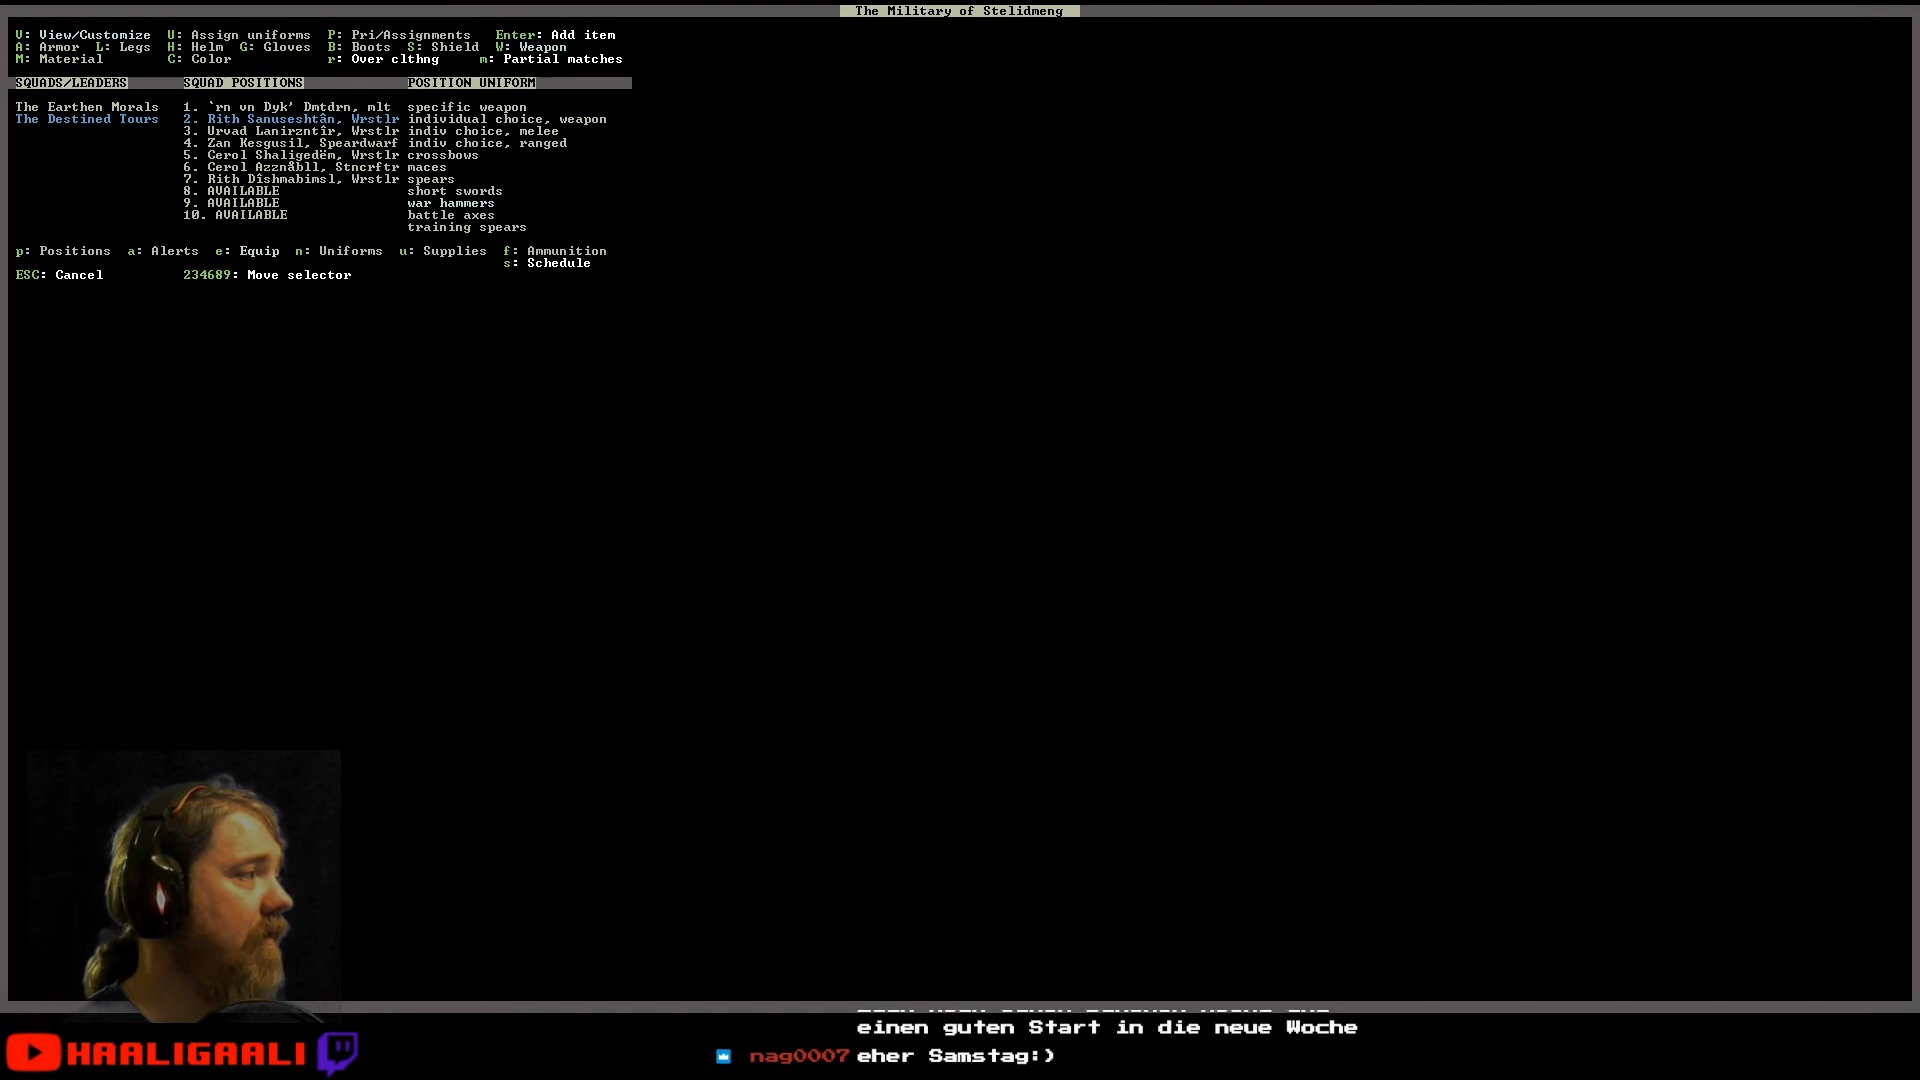 The Military of Stelidmeng
V: View/Customize U: Assign uniforms P: Pri/Assignments Enter: Add item
A: Armor L: Legs H: Helm G: Gloves B: Boots S: Shield W: Weapon
M: Material C: Color r: Over clthng m: Partial matches
SQUADS/LEADERS SQUAD POSITIONS POSITION UNIFORM
The Earthen Morals 1. `rn vn Dyk' Dmtdrn, mlt specific weapon
The Destined Tours 2. Rith Sanuseshtân, Wrstlr individual choice, weapon
3. Urvad Lanirzntîr, Wrstlr indiv choice, melee
4. Zan Kesgusil, Speardwarf indiv choice, ranged
5. Cerol Shaligedëm, Wrstlr crossbows
6. Cerol Azznåbll, Stncrftr maces
7. Rith Dîshmabimsl, Wrstlr spears
8. AVAILABLE short swords
9. AVAILABLE war hammers
10. AVAILABLE battle axes
training spears
p: Positions a: Alerts e: Equip n: Uniforms u: Supplies f: Ammunition
s: Schedule
ESC: Cancel 234689: Move selector
einen guten Start in die neue Woche
nag0007 eher Samstag:)
HAALIGAALI